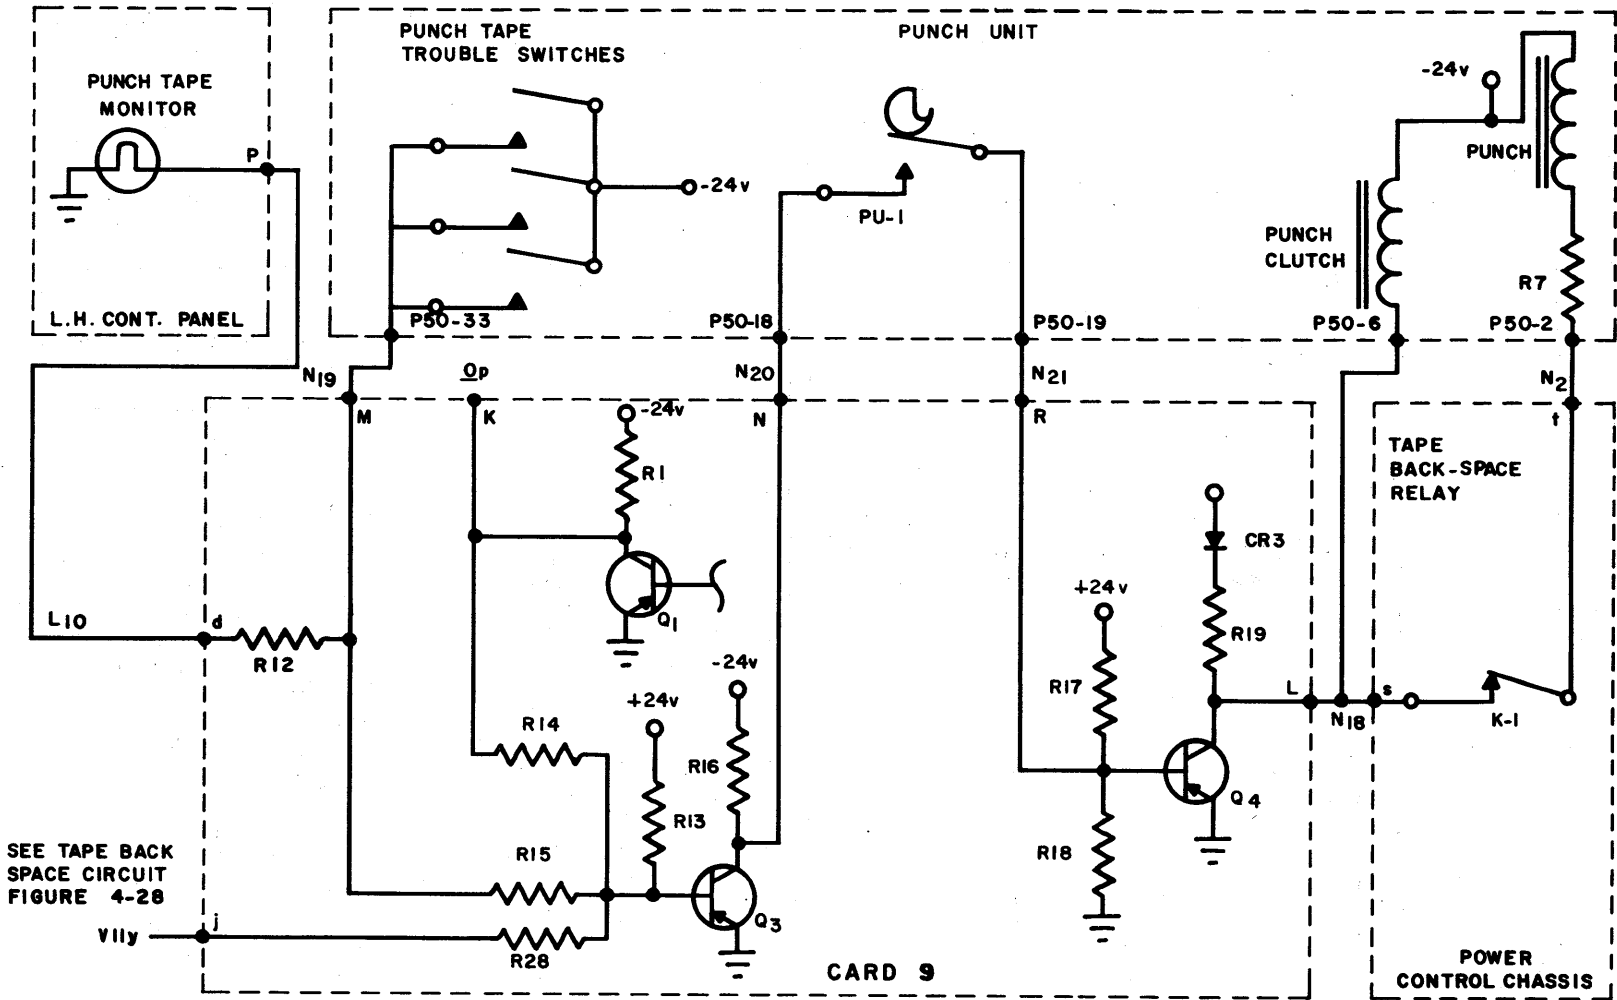 PUNCH TAPE
MONITOR
P
L.H. CONT. PANEL
PUNCH TAPE
TROUBLE SWITCHES
-24v
P50-33
PUNCH UNIT
PU-1
P50-18
P50-19
-24v
PUNCH
PUNCH
CLUTCH
R7
P50-6
P50-2
N19
Op
N20
N21
N2
M
K
-24v
N
R
t
R1
TAPE
BACK-SPACE
RELAY
Q1
CR3
+24v
L10
d
R12
R19
-24v
R17
+24v
R14
L
N18
s
K-1
R16
Q4
R13
R18
SEE TAPE BACK
SPACE CIRCUIT
FIGURE 4-28
R15
Q3
VIIy
j
R28
CARD 9
POWER
CONTROL CHASSIS